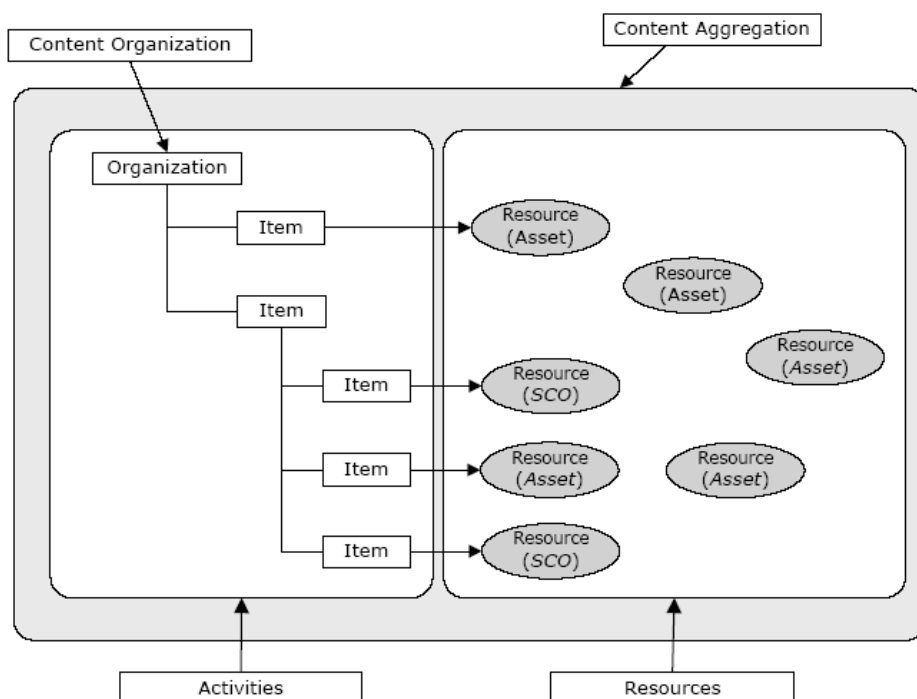 Content Organization
Content Aggregation
Organization
Item
Resource
(Asset)
Resource
(Asset)
Item
Resource
(Asset)
Item
Resource
(SCO)
Item
Resource
(Asset)
Resource
(Asset)
Item
Resource
(SCO)
Activities
Resources